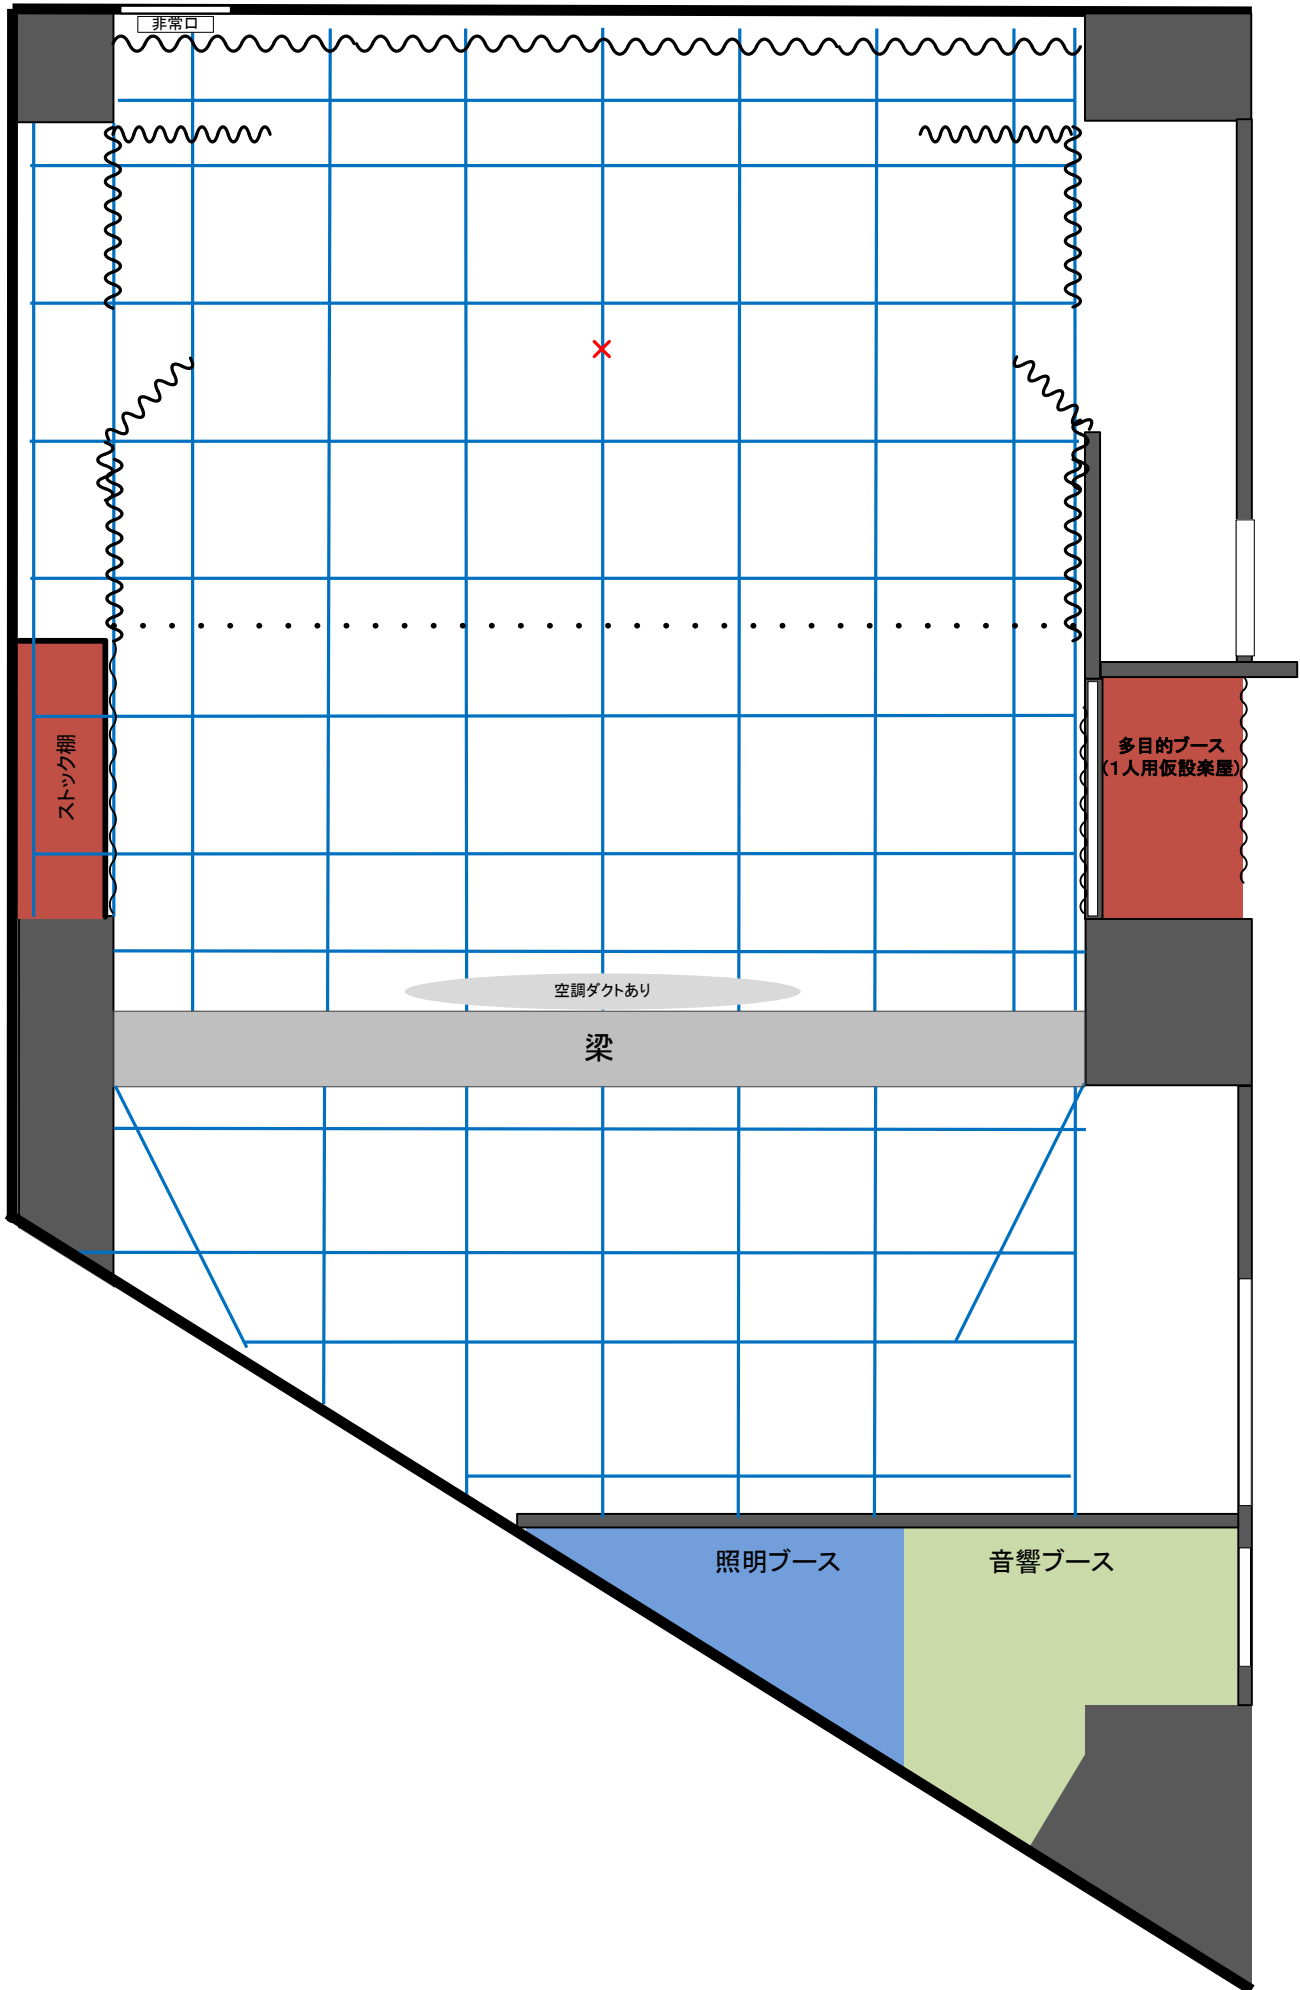 非常口
ストック棚
多目的ブース
(１人用仮設楽屋)
空調ダクトあり
梁
照明ブース
音響ブース